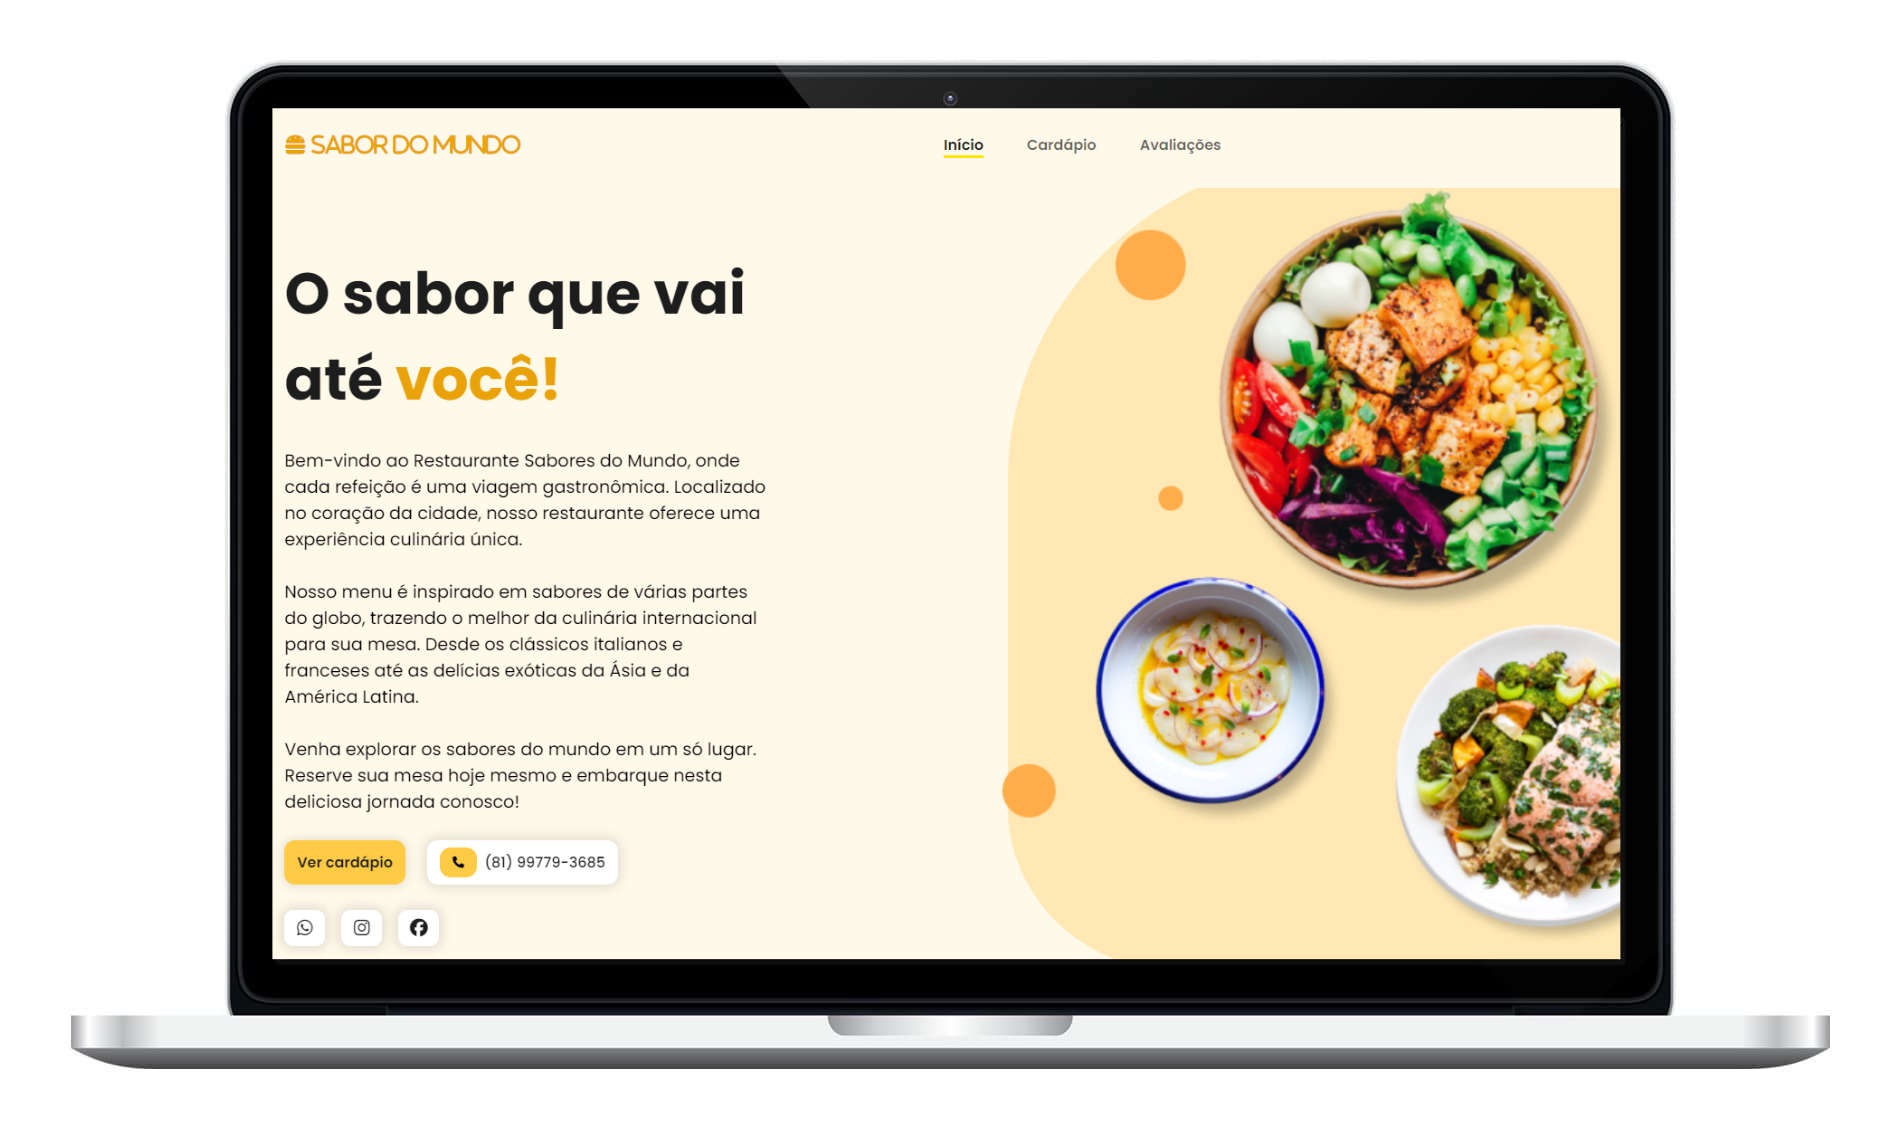 SABOR DO MUNDO
Início
Cardápio
Avaliações
O sabor que vai
até você!
Bem-vindo ao Restaurante Sabores do Mundo, onde
cada refeição é uma viagem gastronômica. Localizado
no coração da cidade, nosso restaurante oferece uma
experiência culinária única.
Nosso menu é inspirado em sabores de várias partes
do globo, trazendo o melhor da culinária internacional
para sua mesa. Desde os clássicos italianos e
franceses até as delícias exóticas da Ásia e da
América Latina.
Venha explorar os sabores do mundo em um só lugar.
Reserve sua mesa hoje mesmo e embarque nesta
deliciosa jornada conosco!
Ver cardápio
(81) 99779-3685